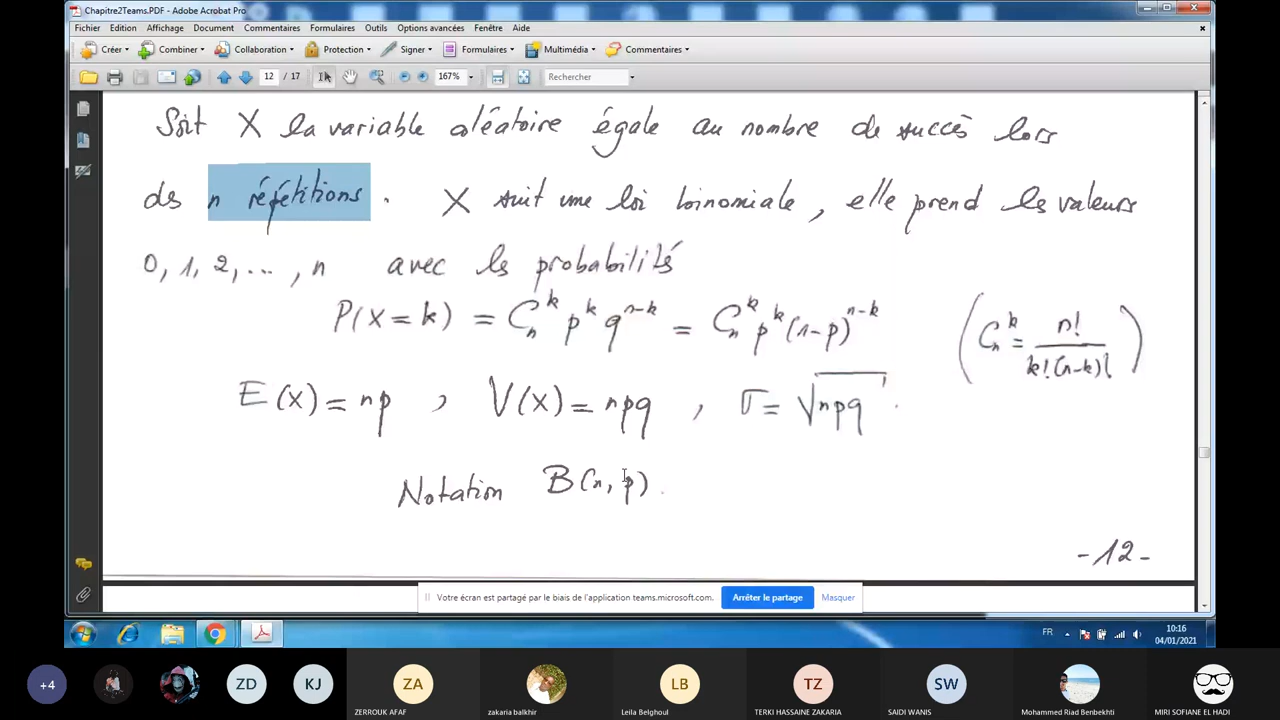 Chapitre2Teams.PDF - Adobe Acrobat Pro
Fichier Edition Affichage Document Commentaires Outils Options avancées Fenêtre Aide
Créer Combiner Collaboration Protection Signer Formulaires Multimédia Commentaires
12 / 17 167% Rechercher
Soit X la variable aléatoire égale au nombre de succès lors
des n répétitions. X suit une loi binomiale, elle prend les valeurs
0, 1, 2, ..., n avec les probabilités
P(X = k) = C_n^k p^k q^{n-k} = C_n^k p^k (1-p)^{n-k} (C_n^k = n!/k!(n-k)!)
E(X) = np , V(X) = npq , σ = √npq .
Notation B(n, p).
-12-
Votre écran est partagé par le biais de l'application teams.microsoft.com. Arrêter le partage Masquer
FR 10:16
04/01/2021
+4 ZD KJ ZA LB TZ SW
ZERROUK AFAF zakaria balkhir Leila Belghoul TERKI HASSAINE ZAKARIA SAIDI WANIS Mohammed Riad Benbekhti MIRI SOFIANE EL HADI